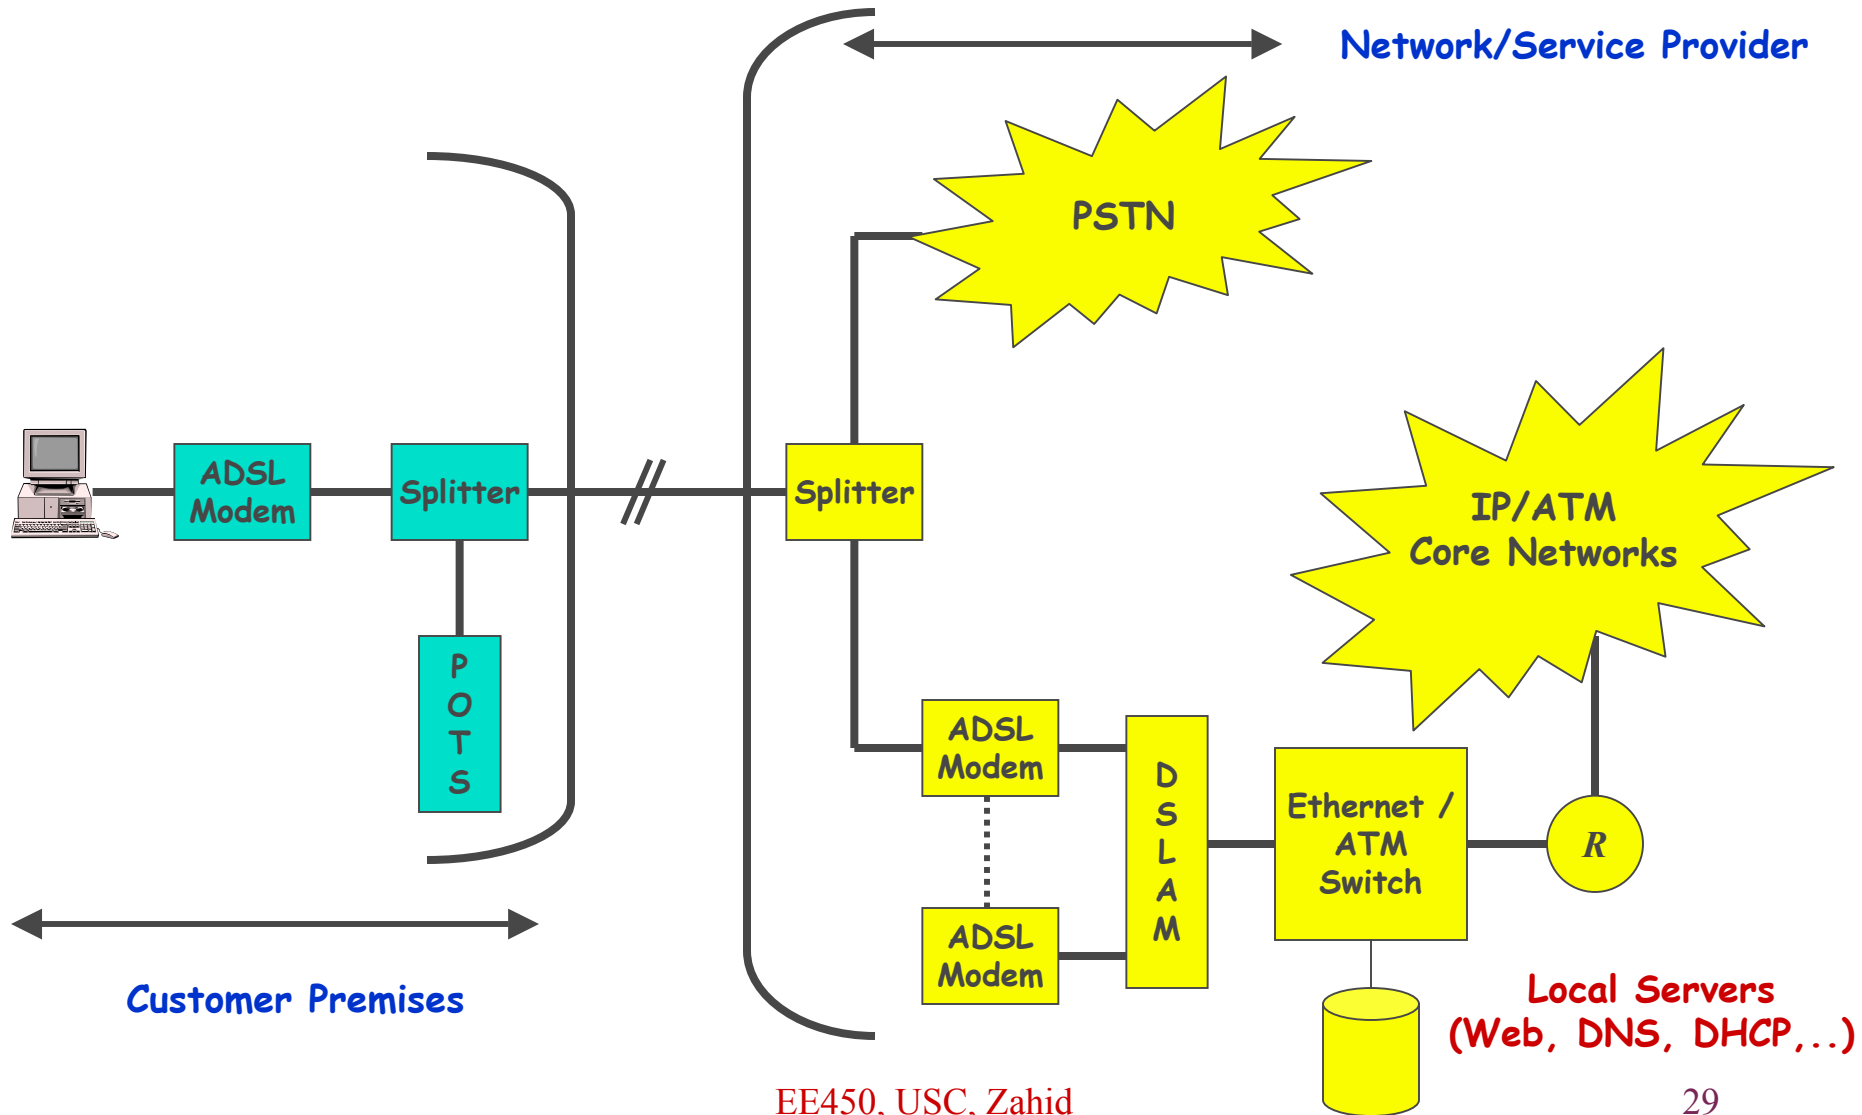 Network/Service Provider
PSTN
ADSL
Modem
Splitter
Splitter
IP/ATM
Core Networks
P
O
T
S
ADSL
Modem
D
S
L
A
M
Ethernet /
ATM
Switch
R
ADSL
Modem
Customer Premises
Local Servers
(Web, DNS, DHCP,..)
EE450, USC, Zahid
29